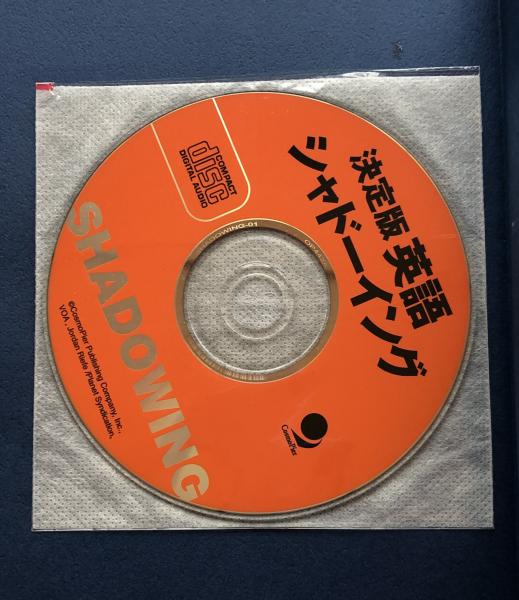 決定版 英語
シャドーイング
COMPACT
disc
DIGITAL AUDIO
SHADOWING
©CosmoPier Publishing Company, Inc.,
VOA, Jordan Riefe /Planet Syndication,
CosmoPier